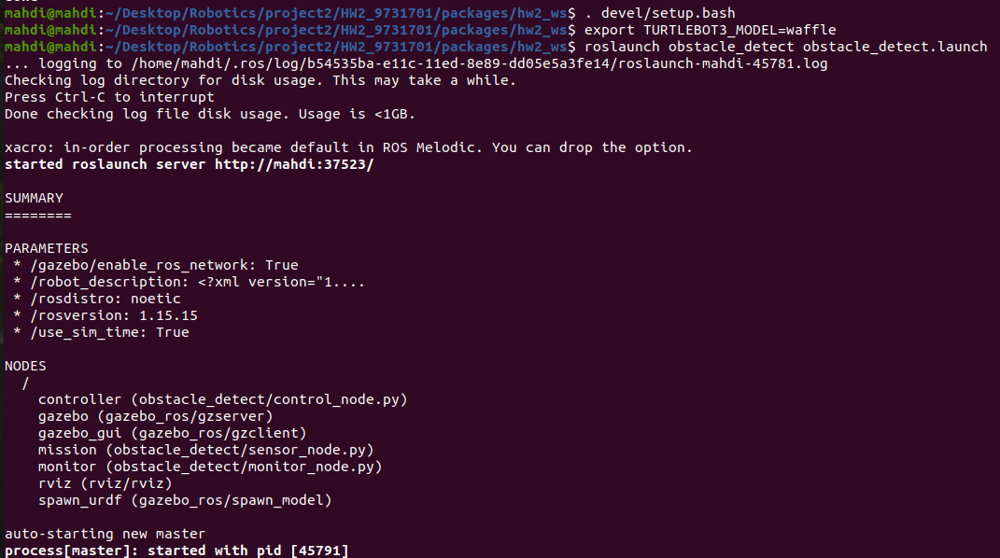 mahdi@mahdi:~/Desktop/Robotics/project2/HW2_9731701/packages/hw2_ws$ . devel/setup.bash
mahdi@mahdi:~/Desktop/Robotics/project2/HW2_9731701/packages/hw2_ws$ export TURTLEBOT3_MODEL=waffle
mahdi@mahdi:~/Desktop/Robotics/project2/HW2_9731701/packages/hw2_ws$ roslaunch obstacle_detect obstacle_detect.launch
... logging to /home/mahdi/.ros/log/b54535ba-e11c-11ed-8e89-dd05e5a3fe14/roslaunch-mahdi-45781.log
Checking log directory for disk usage. This may take a while.
Press Ctrl-C to interrupt
Done checking log file disk usage. Usage is <1GB.

xacro: in-order processing became default in ROS Melodic. You can drop the option.
started roslaunch server http://mahdi:37523/

SUMMARY
========

PARAMETERS
 * /gazebo/enable_ros_network: True
 * /robot_description: <?xml version="1....
 * /rosdistro: noetic
 * /rosversion: 1.15.15
 * /use_sim_time: True

NODES
  /
    controller (obstacle_detect/control_node.py)
    gazebo (gazebo_ros/gzserver)
    gazebo_gui (gazebo_ros/gzclient)
    mission (obstacle_detect/sensor_node.py)
    monitor (obstacle_detect/monitor_node.py)
    rviz (rviz/rviz)
    spawn_urdf (gazebo_ros/spawn_model)

auto-starting new master
process[master]: started with pid [45791]